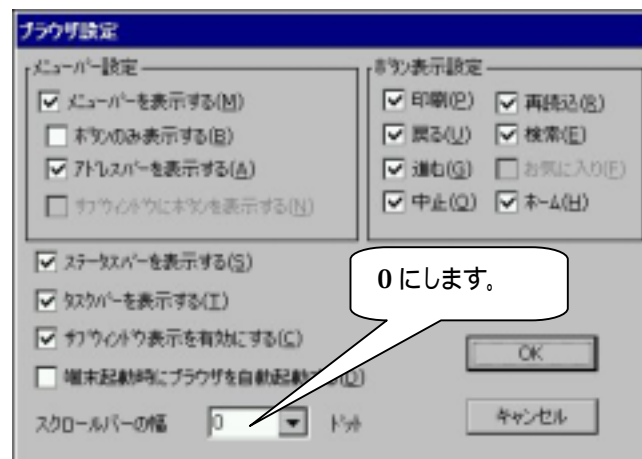 ブラウザ設定
メニューバー設定
メニューバーを表示する(M)
ボタンのみ表示する(B)
アドレスバーを表示する(A)
サブウィンドウにボタンを表示する(N)
ボタン表示設定
印刷(P) 再読込(R)
戻る(U) 検索(E)
進む(G) お気に入り(F)
中止(Q) ホーム(H)
ステータスバーを表示する(S)
タスクバーを表示する(T)
サブウィンドウ表示を有効にする(C)
端末起動時にブラウザを自動起動する(D)
スクロールバーの幅 0 ドット
0 にします。
OK
キャンセル